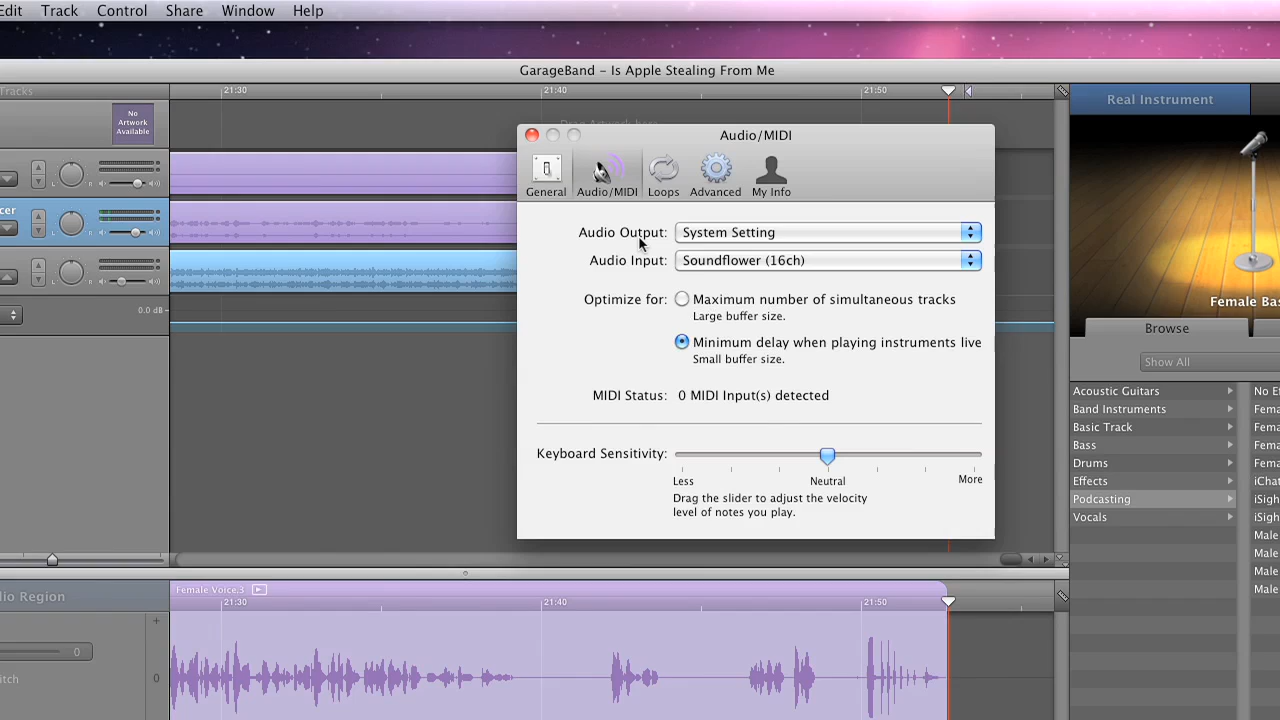 Edit Track Control Share Window Help
GarageBand – Is Apple Stealing From Me
Tracks
21:30 21:40 21:50
Real Instrument
No
Artwork
Available
Drag Artwork here
Audio/MIDI
General Audio/MIDI Loops Advanced My Info
L R
cer
L R
L R
Audio Output: System Setting
Audio Input: Soundflower (16ch)
Optimize for: Maximum number of simultaneous tracks
Large buffer size.
Minimum delay when playing instruments live
Small buffer size.
MIDI Status: 0 MIDI Input(s) detected
Keyboard Sensitivity:
Less Neutral More
Drag the slider to adjust the velocity
level of notes you play.
0.0 dB
Female Bas
Browse
Show All
Acoustic Guitars
Band Instruments
Basic Track
Bass
Drums
Effects
Podcasting
Vocals
No Ef
Fema
Fema
Fema
Fema
iChat
iSigh
iSigh
Male
Male
Male
Male
dio Region
Female Voice.3
21:30 21:40 21:50
0
itch
0